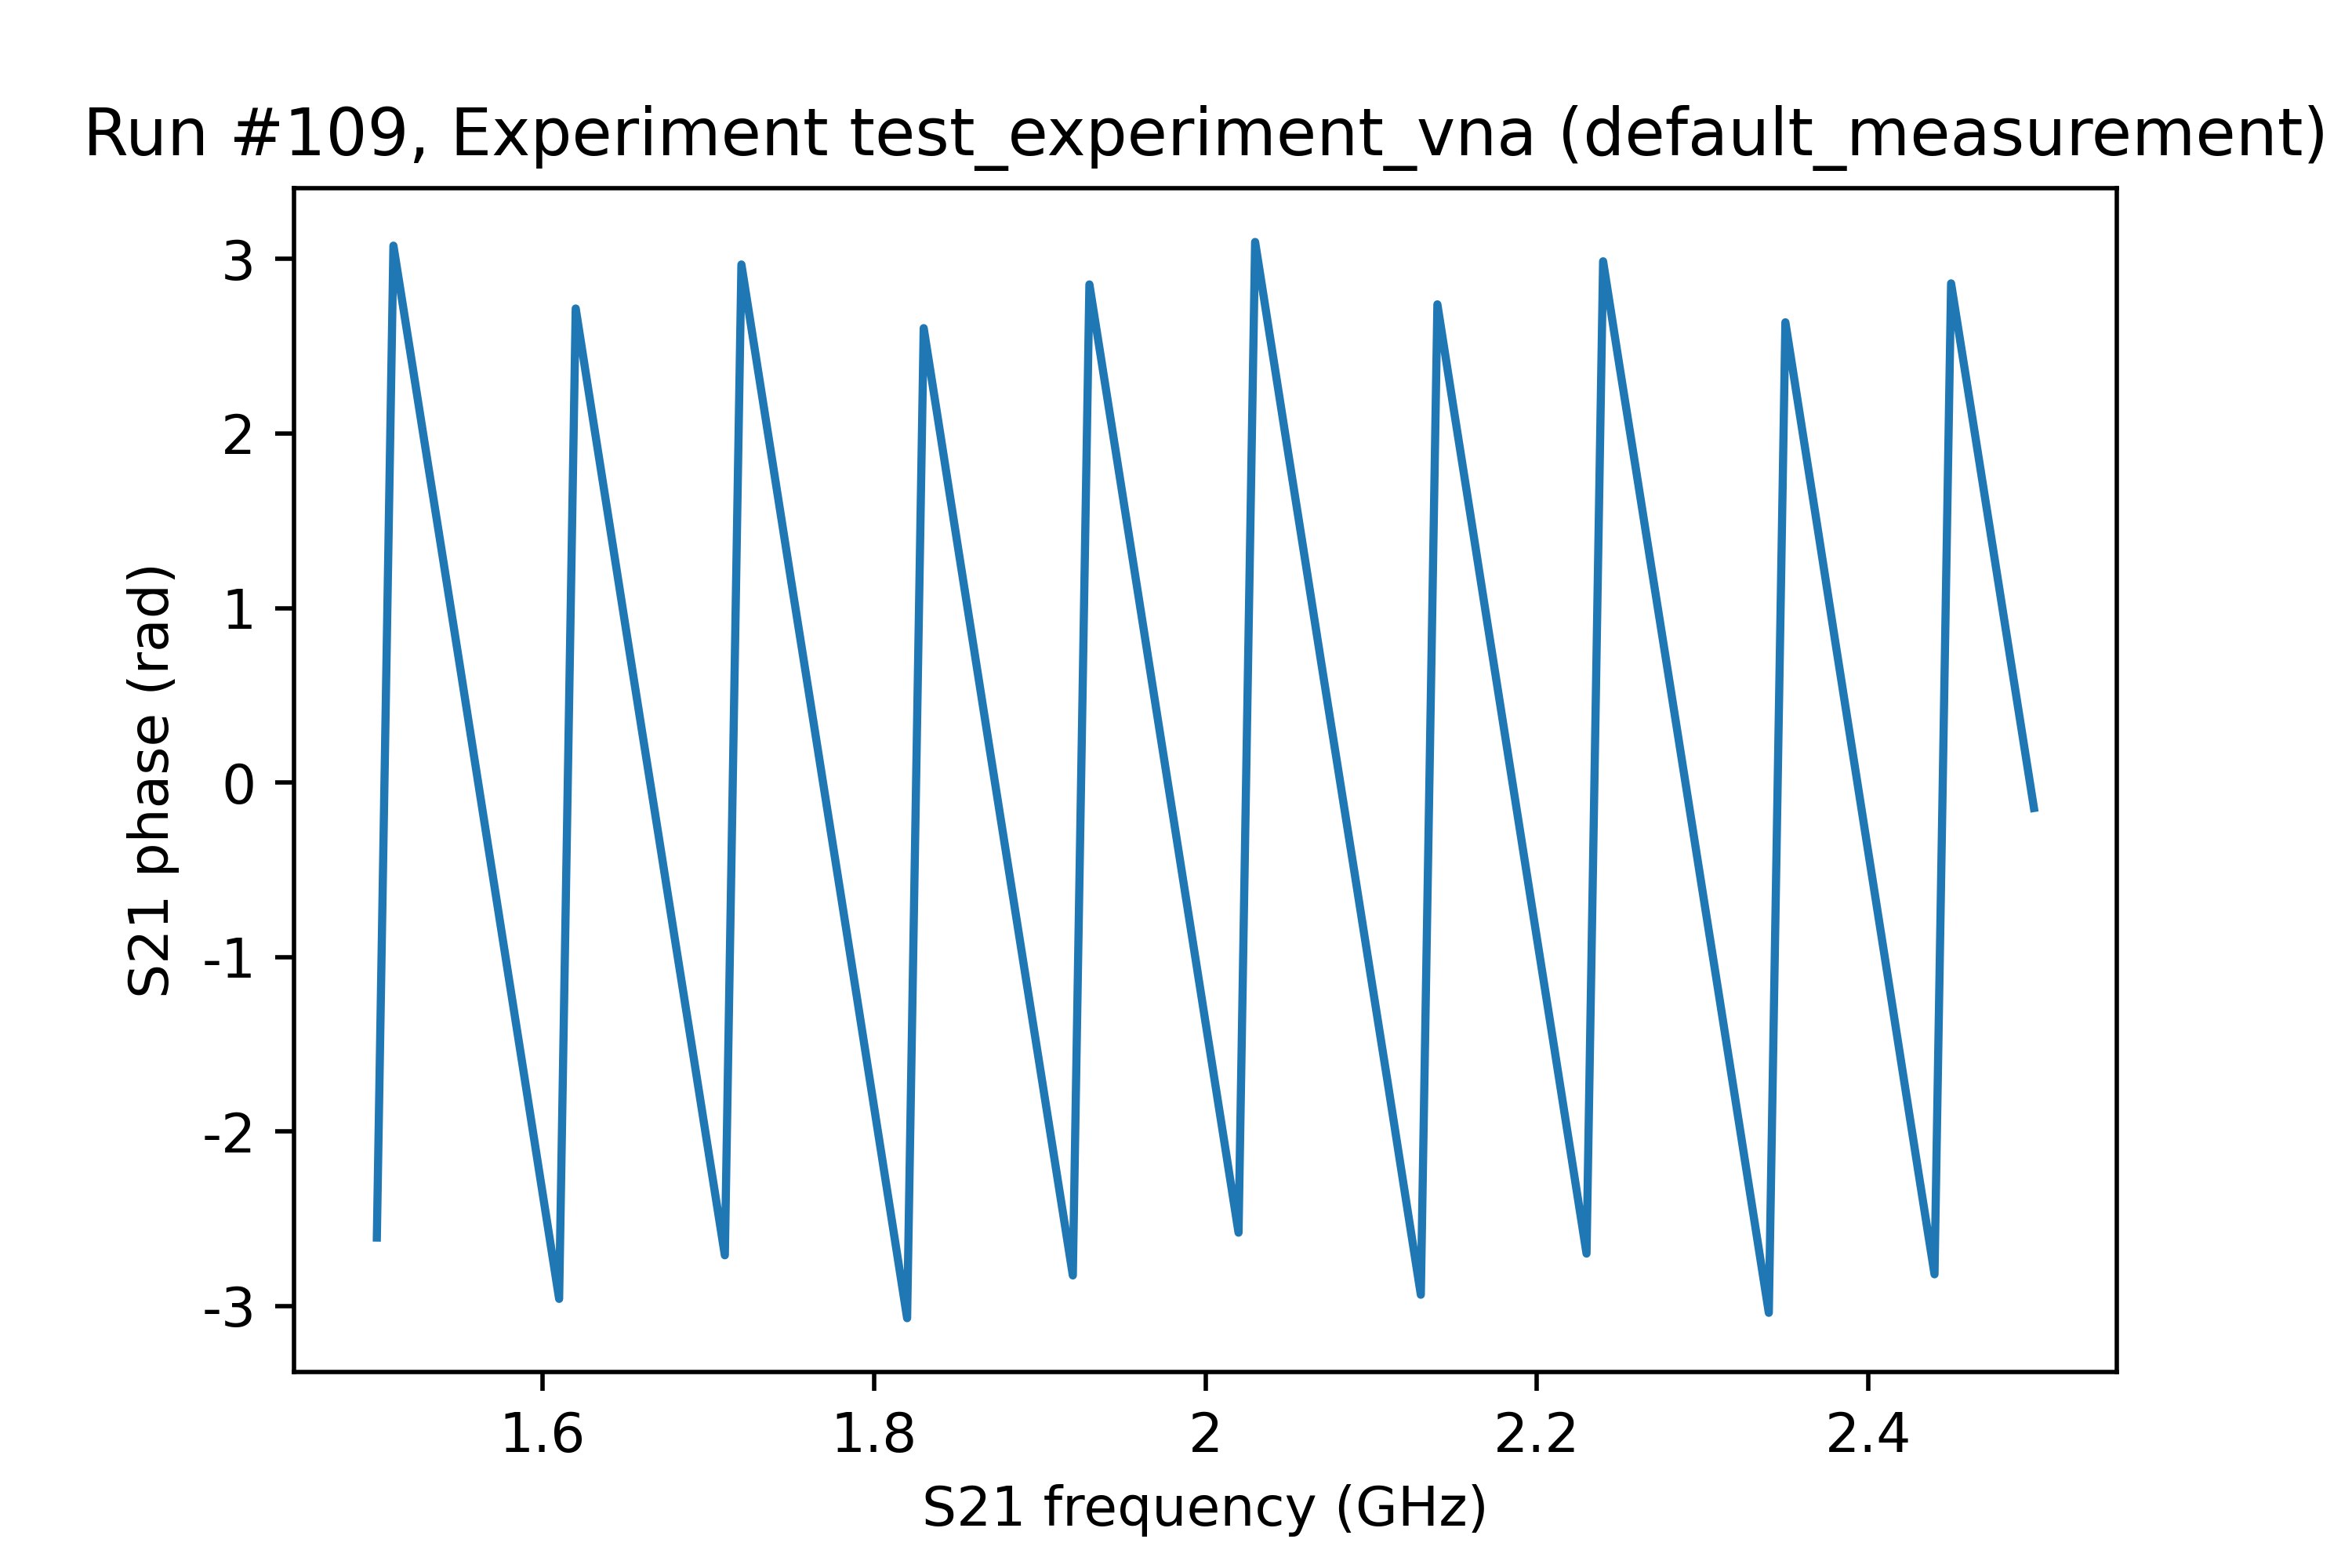 Run #109, Experiment test_experiment_vna (default_measurement)
S21 phase (rad)
3
2
1
0
-1
-2
-3
1.6 1.8 2 2.2 2.4
S21 frequency (GHz)